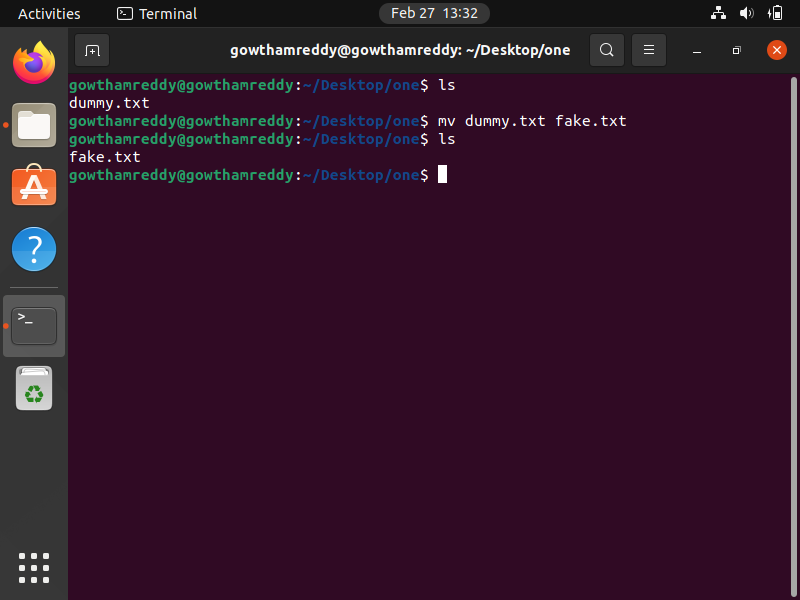 Activities Terminal Feb 27 13:32
gowthamreddy@gowthamreddy: ~/Desktop/one
gowthamreddy@gowthamreddy:~/Desktop/one$ ls
dummy.txt
gowthamreddy@gowthamreddy:~/Desktop/one$ mv dummy.txt fake.txt
gowthamreddy@gowthamreddy:~/Desktop/one$ ls
fake.txt
gowthamreddy@gowthamreddy:~/Desktop/one$